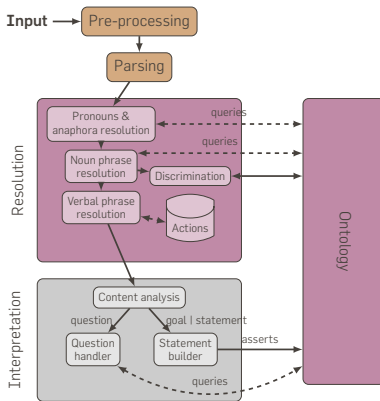 Input
Pre-processing
Parsing
Resolution
Pronouns &
anaphora resolution
queries
queries
Noun phrase
resolution
Discrimination
Verbal phrase
resolution
Actions
Ontology
Interpretation
Content analysis
question
goal | statement
Question
handler
Statement
builder
asserts
queries